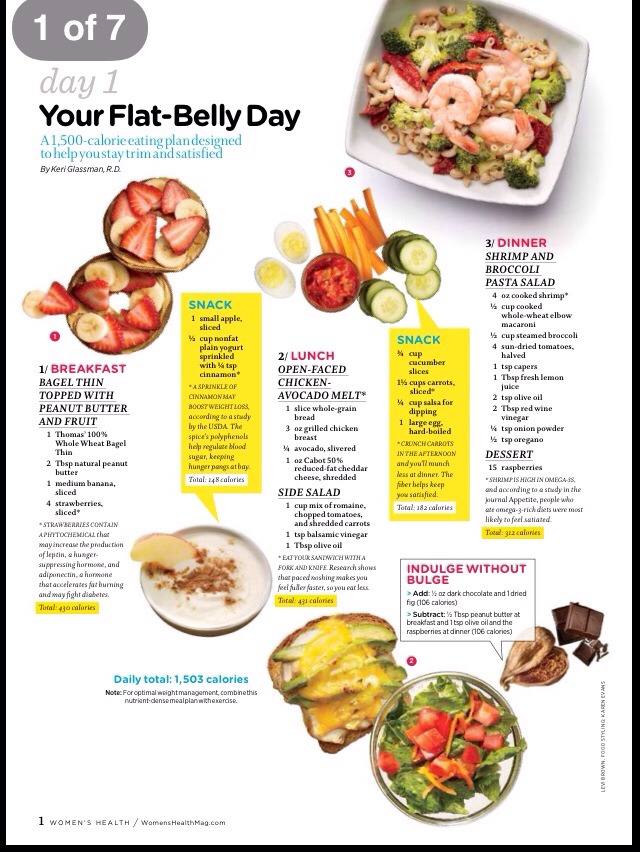 1 of 7
day 1
Your Flat-Belly Day
A 1,500-calorie eating plan designed
to help you stay trim and satisfied
By Keri Glassman, R.D.
3
1
1/ BREAKFAST
BAGEL THIN
TOPPED WITH
PEANUT BUTTER
AND FRUIT
1 Thomas' 100%
Whole Wheat Bagel
Thin
2 Tbsp natural peanut
butter
1 medium banana,
sliced
4 strawberries,
sliced*
* STRAWBERRIES CONTAIN
A PHYTOCHEMICAL that
may increase the production
of leptin, a hunger-
suppressing hormone, and
adiponectin, a hormone
that accelerates fat burning
and may fight diabetes.
Total: 430 calories
SNACK
1 small apple,
sliced
½ cup nonfat
plain yogurt
sprinkled
with ¼ tsp
cinnamon*
* A SPRINKLE OF
CINNAMON MAY
BOOST WEIGHT LOSS,
according to a study
by the USDA. The
spice's polyphenols
help regulate blood
sugar, keeping
hunger pangs at bay.
Total: 148 calories
2/ LUNCH
OPEN-FACED
CHICKEN-
AVOCADO MELT*
1 slice whole-grain
bread
3 oz grilled chicken
breast
¼ avocado, slivered
1 oz Cabot 50%
reduced-fat cheddar
cheese, shredded
SIDE SALAD
1 cup mix of romaine,
chopped tomatoes,
and shredded carrots
1 tsp balsamic vinegar
1 Tbsp olive oil
* EAT YOUR SANDWICH WITH A
FORK AND KNIFE. Research shows
that paced noshing makes you
feel fuller faster, so you eat less.
Total: 431 calories
SNACK
¾ cup
cucumber
slices
1½ cups carrots,
sliced*
¼ cup salsa for
dipping
1 large egg,
hard-boiled
* CRUNCH CARROTS
IN THE AFTERNOON
and you'll munch
less at dinner. The
fiber helps keep
you satisfied.
Total: 182 calories
3/ DINNER
SHRIMP AND
BROCCOLI
PASTA SALAD
4 oz cooked shrimp*
½ cup cooked
whole-wheat elbow
macaroni
½ cup steamed broccoli
4 sun-dried tomatoes,
halved
1 tsp capers
1 Tbsp fresh lemon
juice
2 tsp olive oil
2 Tbsp red wine
vinegar
¼ tsp onion powder
½ tsp oregano
DESSERT
15 raspberries
* SHRIMP IS HIGH IN OMEGA-3S,
and according to a study in the
journal Appetite, people who
ate omega-3-rich diets were most
likely to feel satiated.
Total: 312 calories
INDULGE WITHOUT
BULGE
> Add: ½ oz dark chocolate and 1 dried
fig (106 calories)
> Subtract: ½ Tbsp peanut butter at
breakfast and 1 tsp olive oil and the
raspberries at dinner (106 calories)
2
Daily total: 1,503 calories
Note: For optimal weight management, combine this
nutrient-dense meal plan with exercise.
LEVI BROWN, FOOD STYLING: KAREN EVANS
1 WOMEN'S HEALTH / WomensHealthMag.com